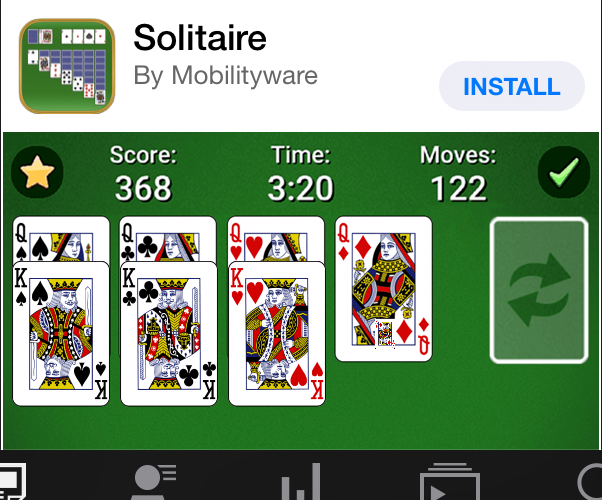 Solitaire
By Mobilityware
INSTALL
Score: Time: Moves:
368 3:20 122
Q Q Q Q
K K K
Q
K K K